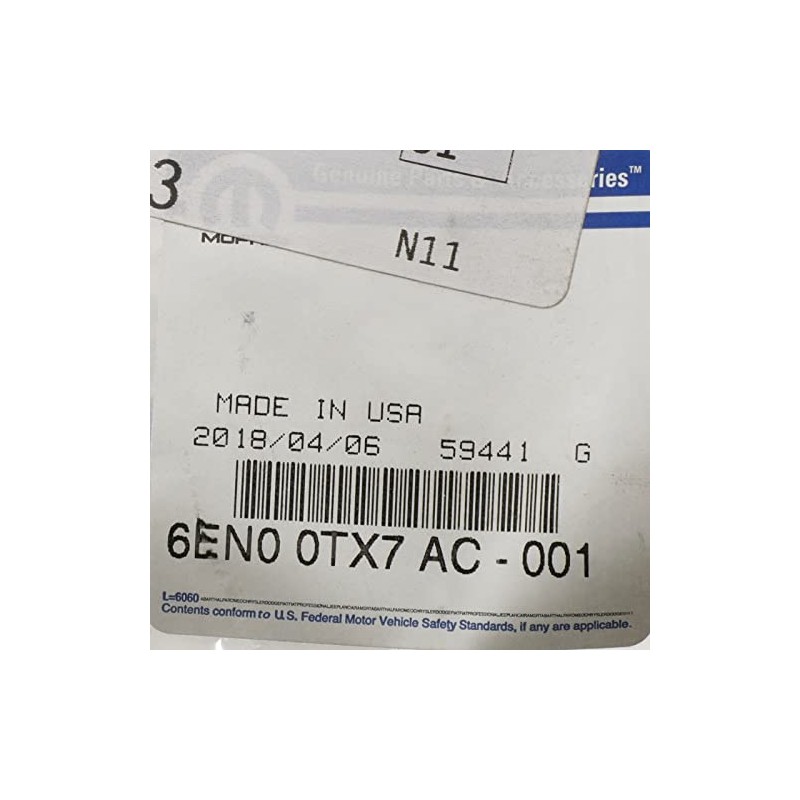 3
Genuine Parts & Accessories™
N11
MADE IN USA
2018/04/06 59441 G
6EN0 0TX7 AC - 001
L=6060
Contents conform to U.S. Federal Motor Vehicle Safety Standards, if any are applicable.